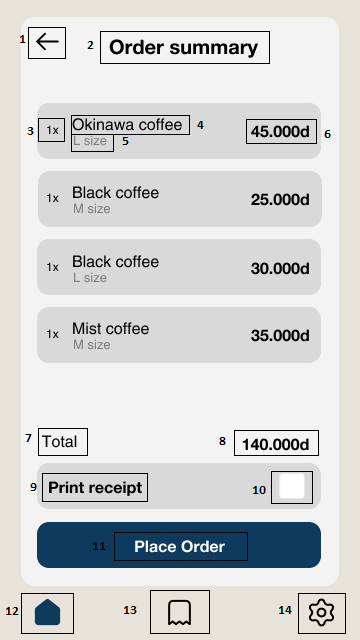 1
2 Order summary
3 1x Okinawa coffee 4 45.000d 6
L size 5
1x Black coffee 25.000d
M size
1x Black coffee 30.000d
L size
1x Mist coffee 35.000d
M size
7 Total 8 140.000d
9 Print receipt 10
11 Place Order
12 13 14